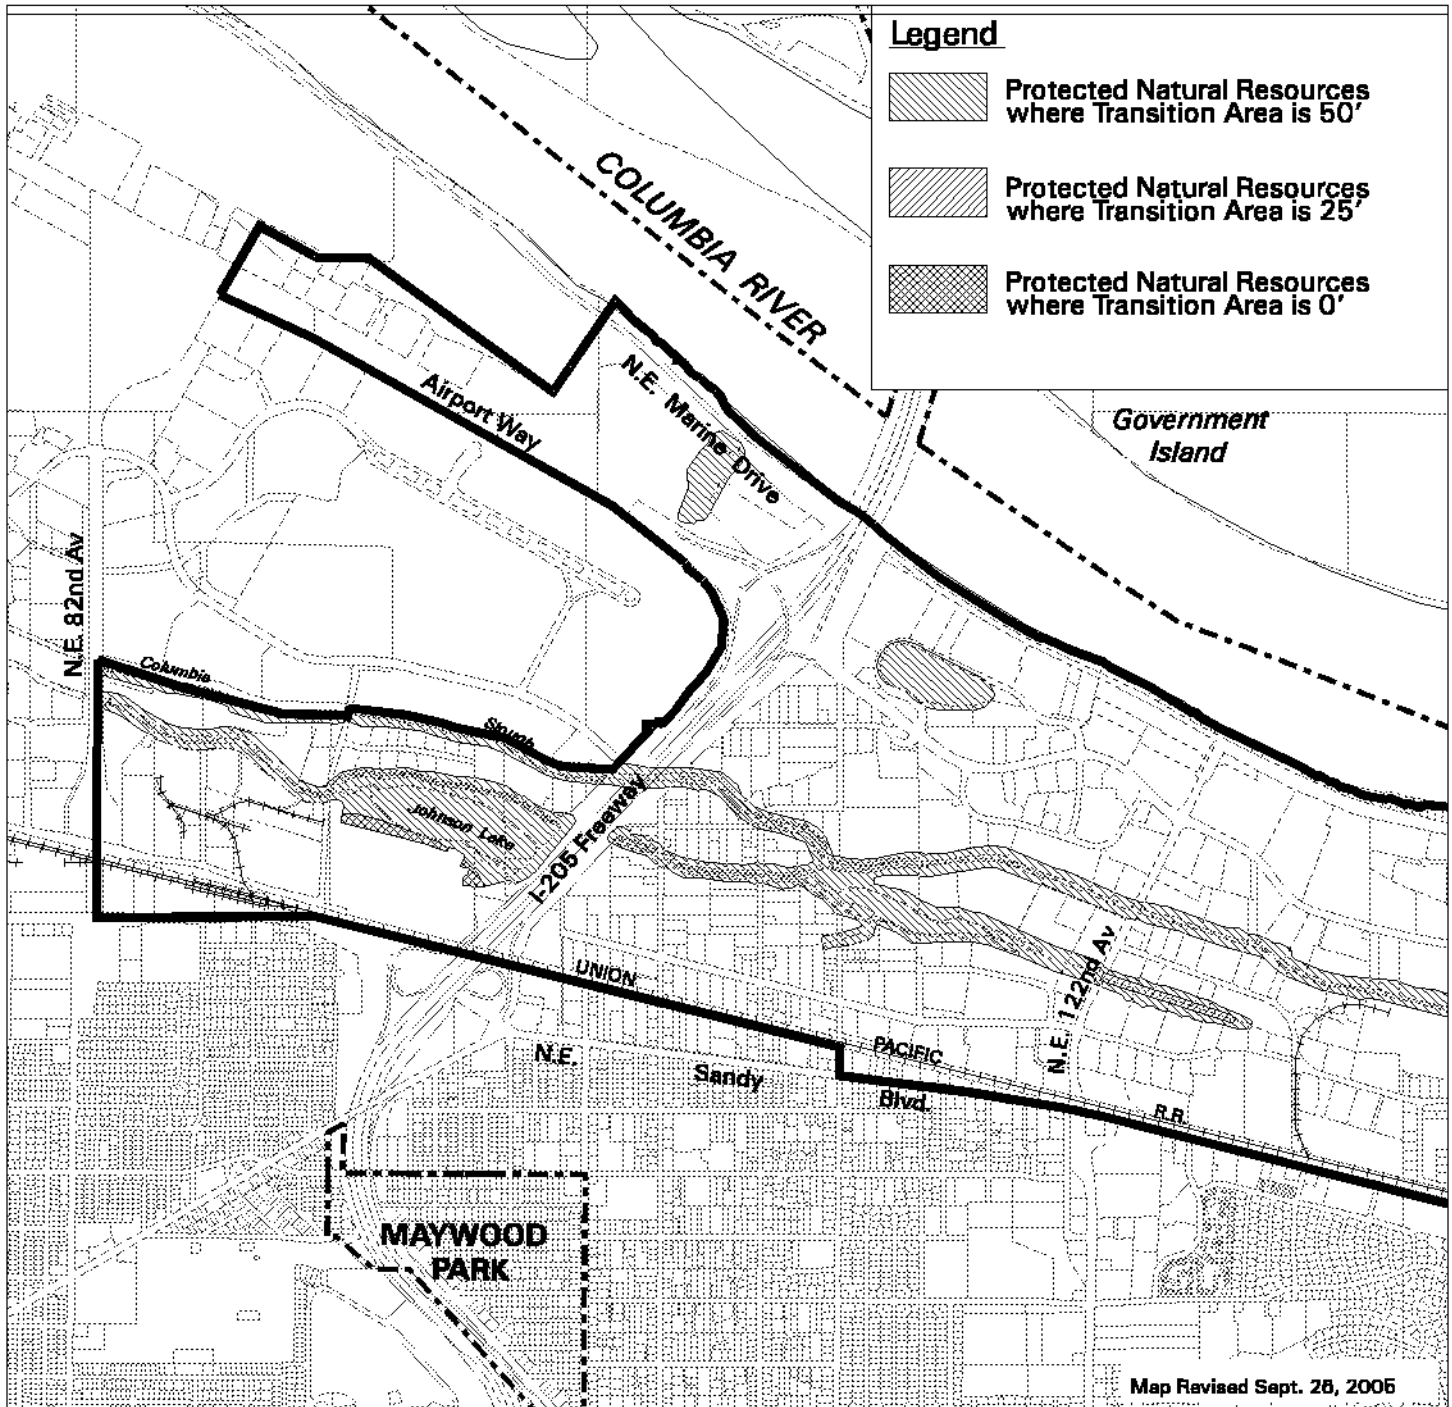 Legend
Protected Natural Resources
where Transition Area is 50'
Protected Natural Resources
where Transition Area is 25'
Protected Natural Resources
where Transition Area is 0'
COLUMBIA RIVER
Government
Island
N.E. Marine Drive
Airport Way
N.E. 82nd Av
Columbia
Slough
Johnson Lake
I-205 Freeway
N.E. 122nd Av
UNION
PACIFIC
R.R.
N.E.
Sandy
Blvd.
MAYWOOD
PARK
Map Revised Sept. 26, 2005